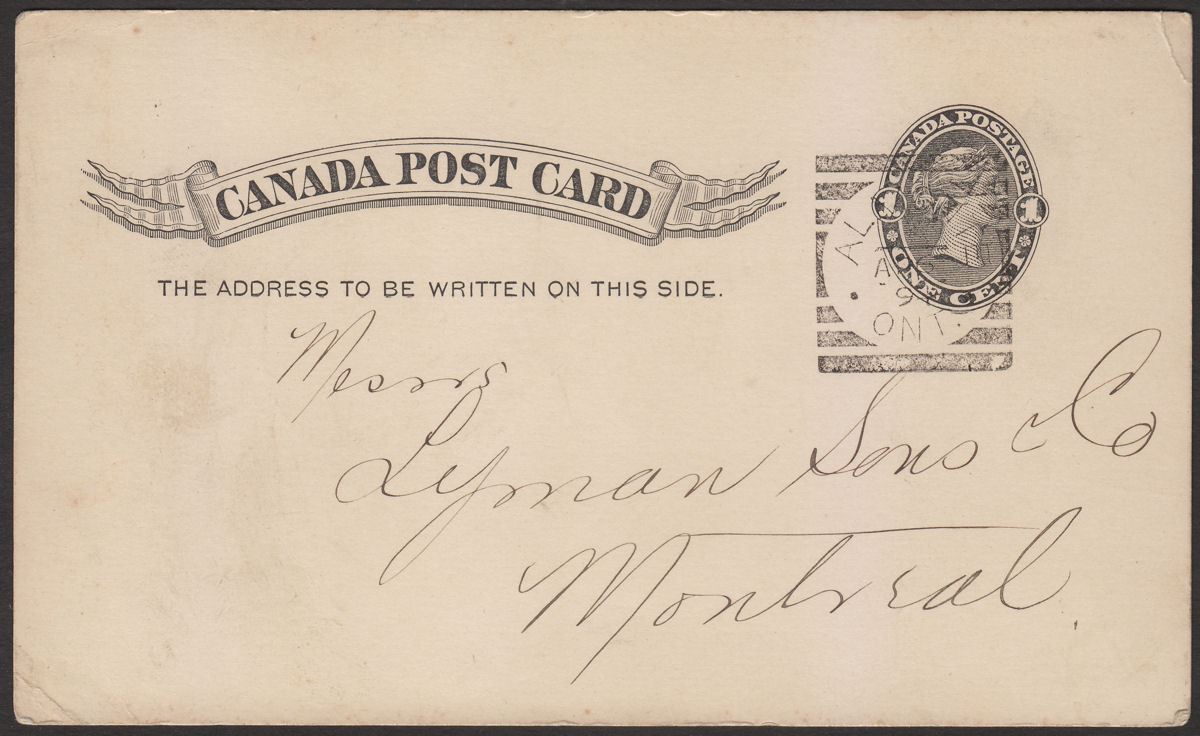 CANADA POST CARD
THE ADDRESS TO BE WRITTEN ON THIS SIDE.
CANADA POSTAGE
1 1
ONE CENT
ONT.
Messrs
Lyman Sons & Co
Montreal.